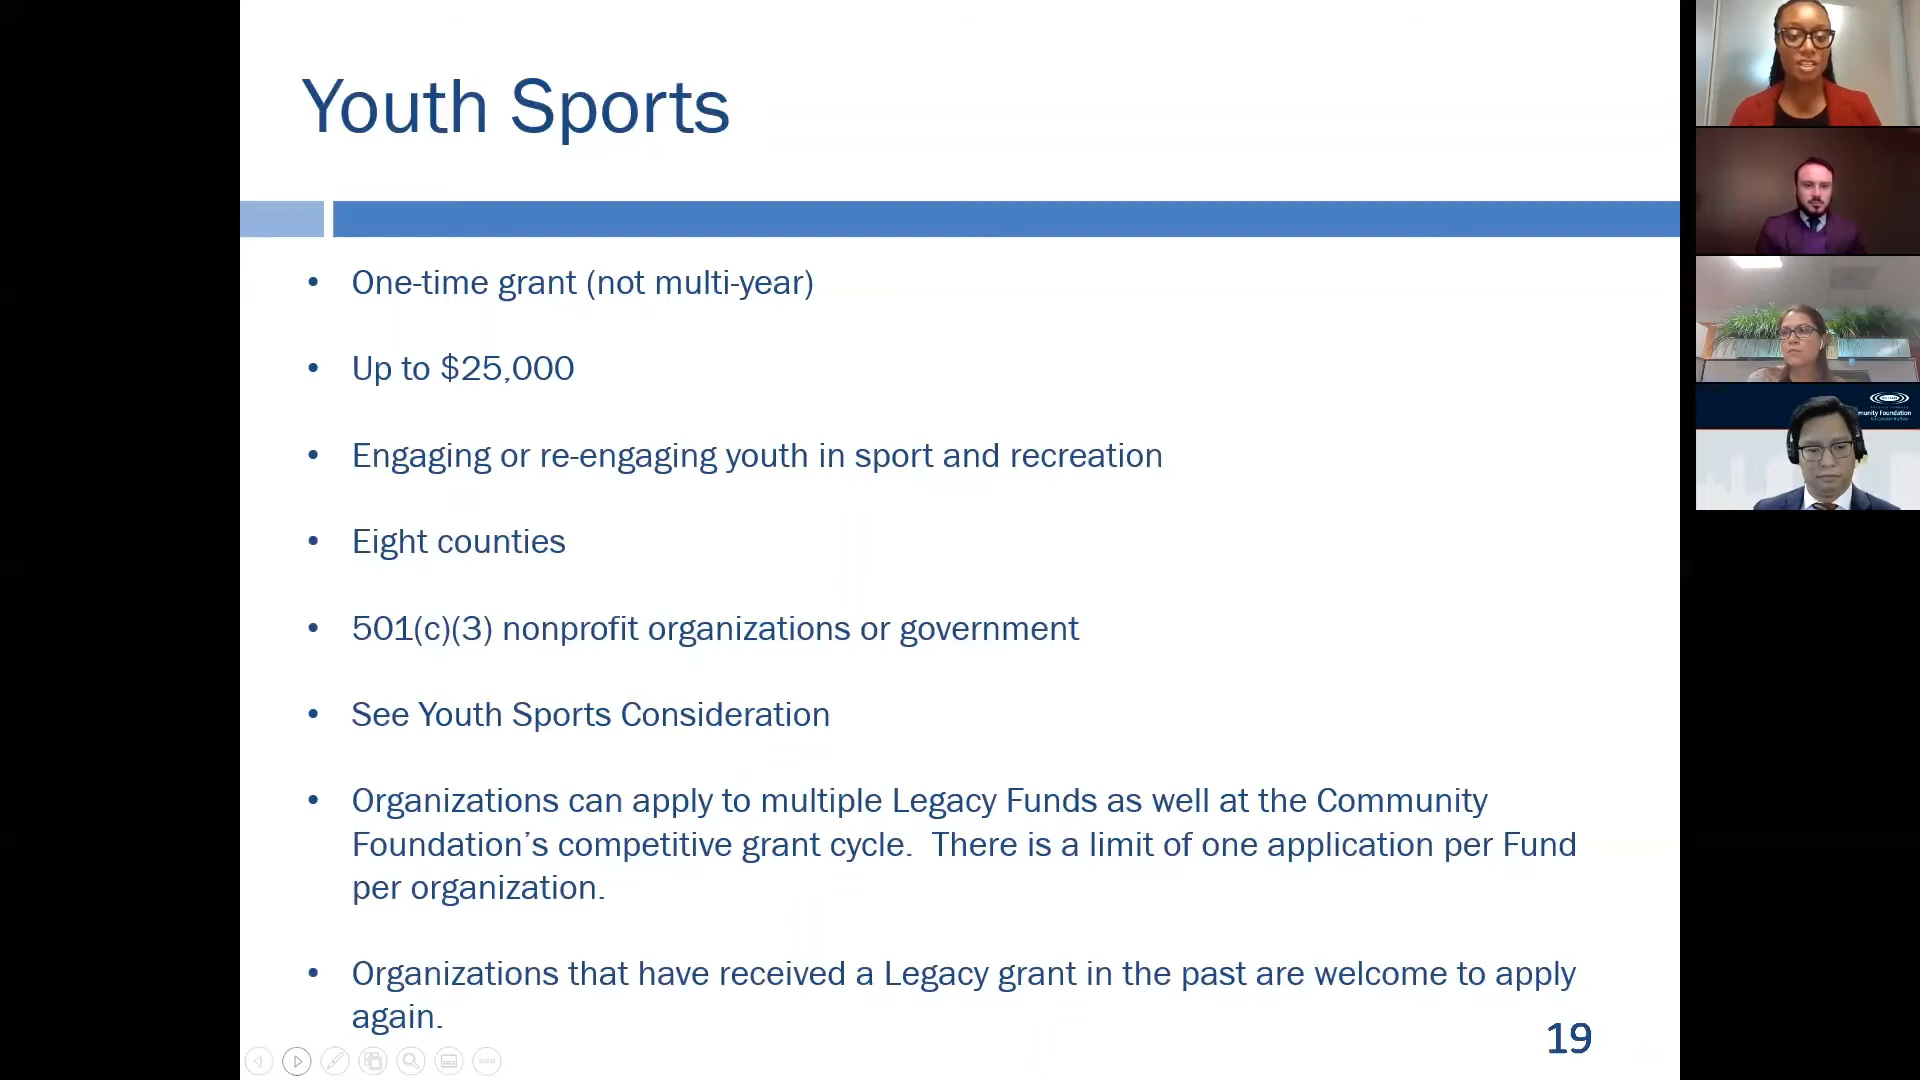 Youth Sports
• One-time grant (not multi-year)
• Up to $25,000
• Engaging or re-engaging youth in sport and recreation
• Eight counties
• 501(c)(3) nonprofit organizations or government
• See Youth Sports Consideration
• Organizations can apply to multiple Legacy Funds as well at the Community
Foundation’s competitive grant cycle.  There is a limit of one application per Fund
per organization.
• Organizations that have received a Legacy grant in the past are welcome to apply
again.
19
munity Foundation